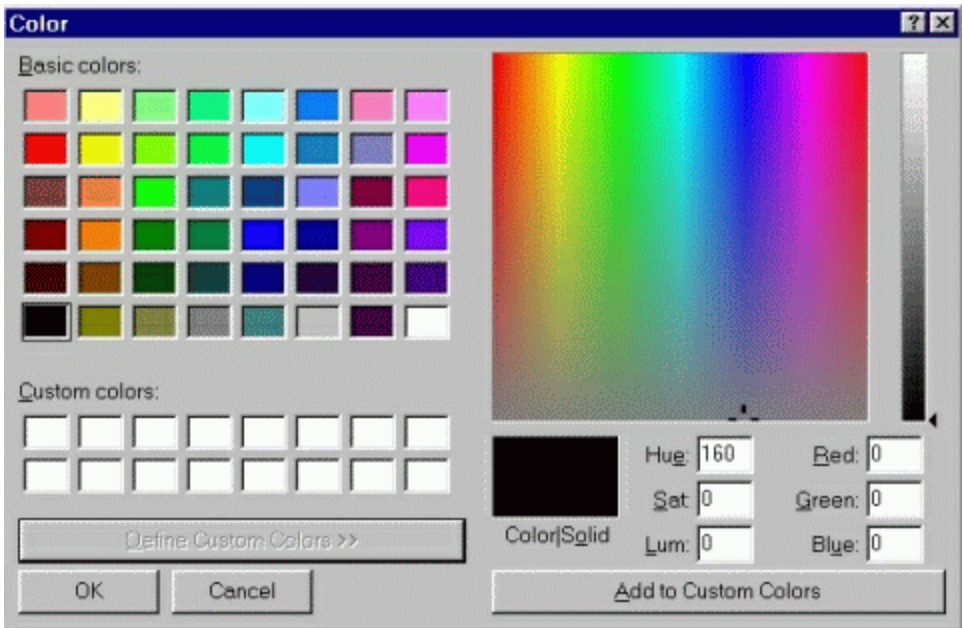 Color
Basic colors:
Custom colors:
Define Custom Colors >>
OK
Cancel
Color|Solid
Hue: 160
Sat: 0
Lum: 0
Red: 0
Green: 0
Blue: 0
Add to Custom Colors